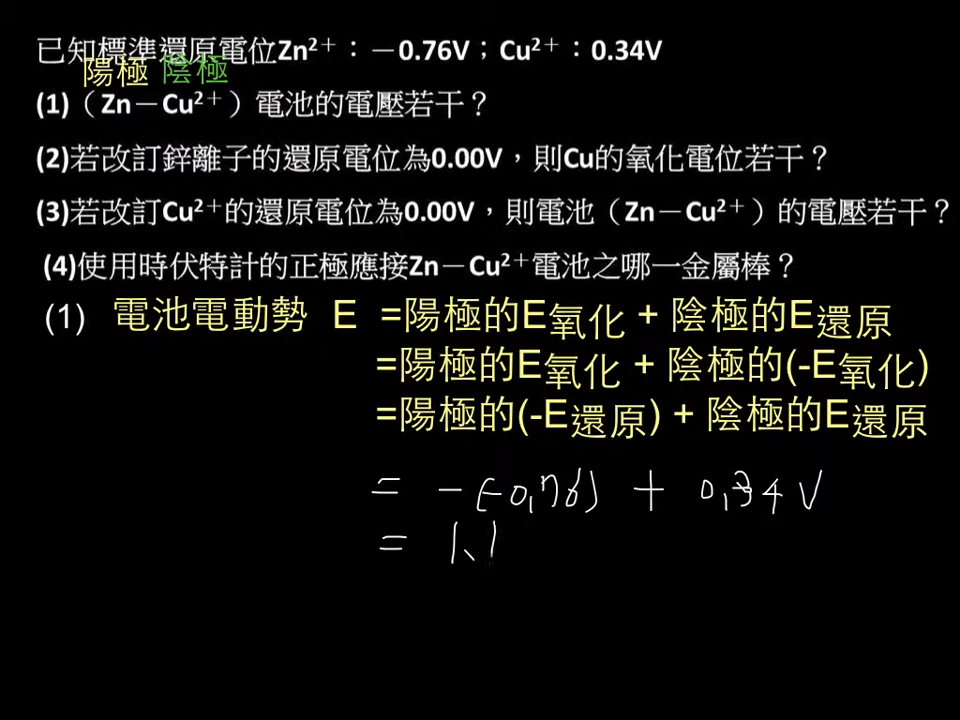 已知標準還原電位Zn²⁺：－0.76V；Cu²⁺：0.34V
陽極 陰極
(1)（Zn－Cu²⁺）電池的電壓若干？
(2)若改訂鋅離子的還原電位為0.00V，則Cu的氧化電位若干？
(3)若改訂Cu²⁺的還原電位為0.00V，則電池（Zn－Cu²⁺）的電壓若干？
(4)使用時伏特計的正極應接Zn－Cu²⁺電池之哪一金屬棒？
(1) 電池電動勢 E =陽極的E氧化 + 陰極的E還原
=陽極的E氧化 + 陰極的(-E氧化)
=陽極的(-E還原) + 陰極的E還原
= -(-0.76) + 0.34V
= 1.1